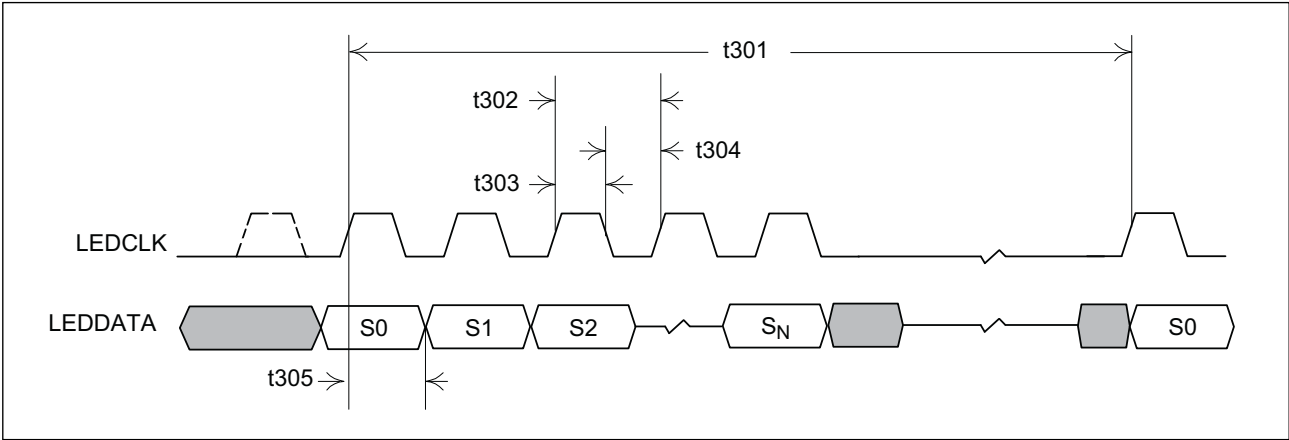 t301
t302
t304
t303
LEDCLK
LEDDATA S0 S1 S2 SN S0
t305